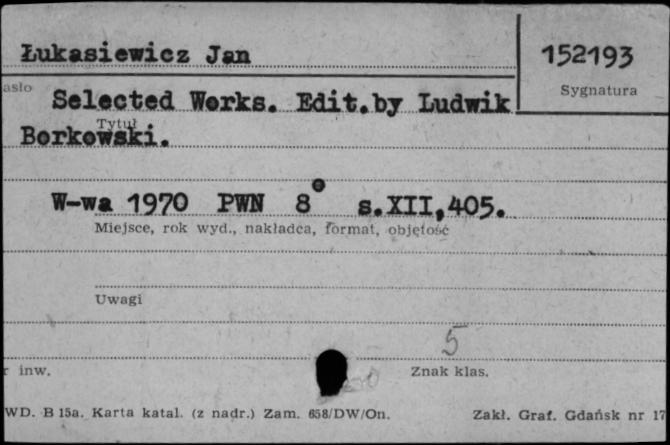 Łukasiewicz Jan
152193
asło
Sygnatura
Selected Works. Edit.by Ludwik
Tytuł
Borkowski.
W-wa 1970 PWN 8° s.XII,405.
Miejsce, rok wyd., nakładca, format, objętość
Uwagi
5
r inw.
Znak klas.
WD. B 15a. Karta katal. (z nadr.) Zam. 658/DW/On.
Zakł. Graf. Gdańsk nr 17